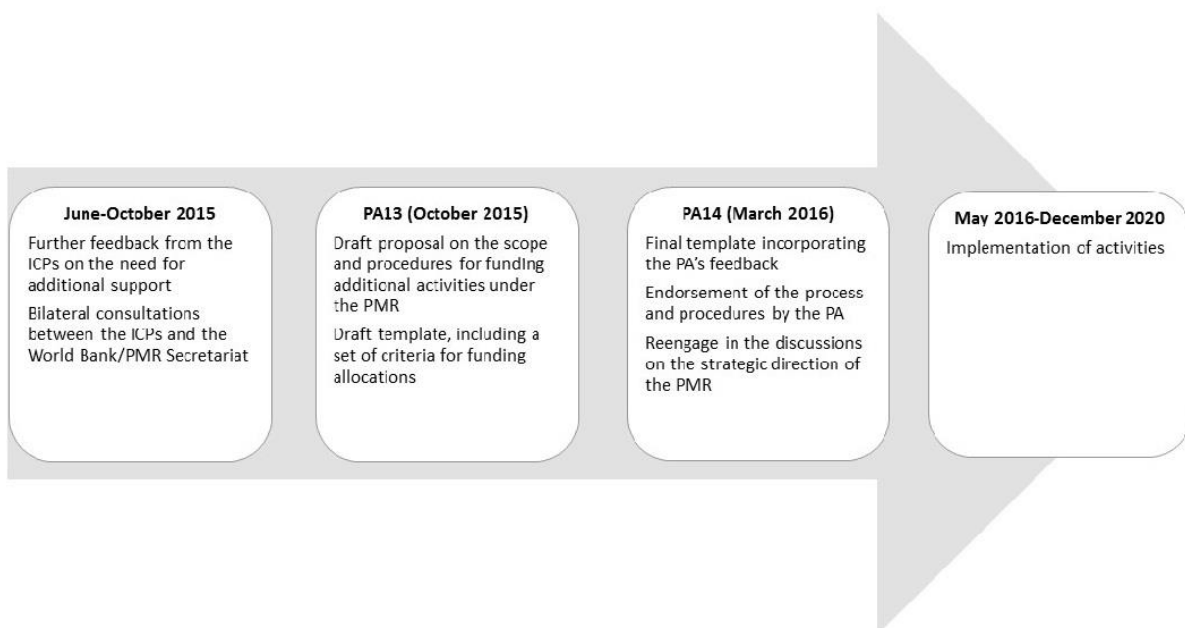 June-October 2015
Further feedback from the
ICPs on the need for
additional support
Bilateral consultations
between the ICPs and the
World Bank/PMR Secretariat
PA13 (October 2015)
Draft proposal on the scope
and procedures for funding
additional activities under
the PMR
Draft template, including a
set of criteria for funding
allocations
PA14 (March 2016)
Final template incorporating
the PA's feedback
Endorsement of the process
and procedures by the PA
Reengage in the discussions
on the strategic direction of
the PMR
May 2016-December 2020
Implementation of activities